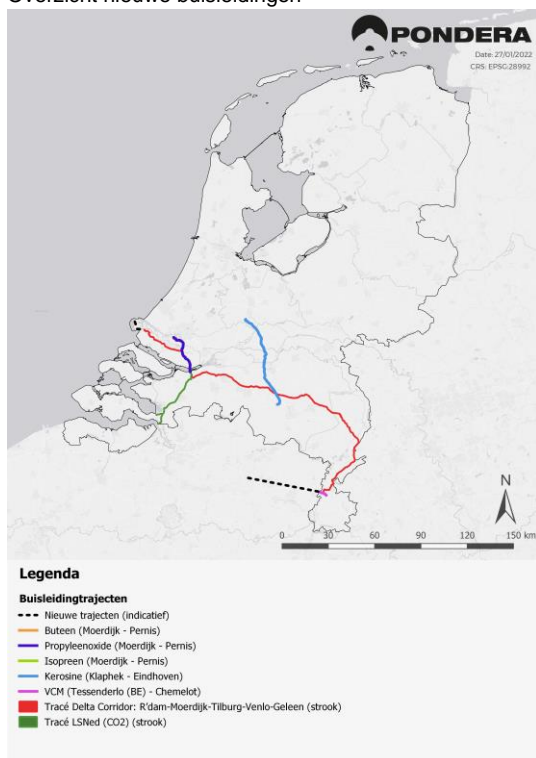 Overzicht nieuwe buisleidingen
PONDERA
Date: 27/01/2022
CRS: EPSG:28992
N
0 30 60 90 120 150 km
Legenda
Buisleidingtrajecten
Nieuwe trajecten (indicatief)
Buteen (Moerdijk - Pernis)
Propyleenoxide (Moerdijk - Pernis)
Isopreen (Moerdijk - Pernis)
Kerosine (Klaphek - Eindhoven)
VCM (Tessenderlo (BE) - Chemelot)
Tracé Delta Corridor: R'dam-Moerdijk-Tilburg-Venlo-Geleen (strook)
Tracé LSNed (CO2) (strook)